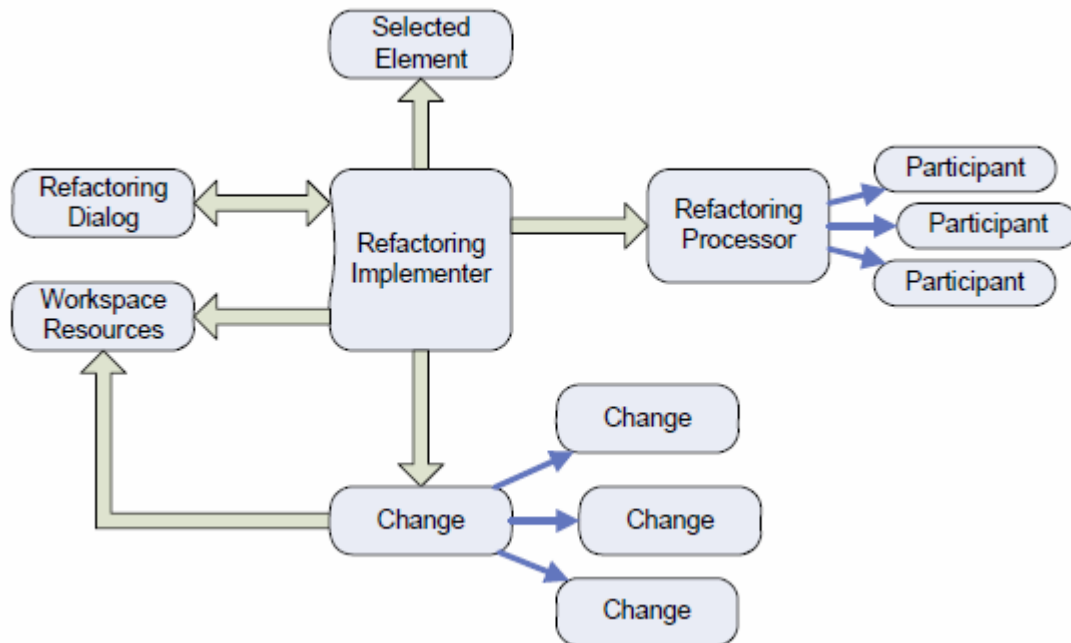 Selected
Element
Refactoring
Dialog
Refactoring
Implementer
Refactoring
Processor
Participant
Participant
Participant
Workspace
Resources
Change
Change
Change
Change